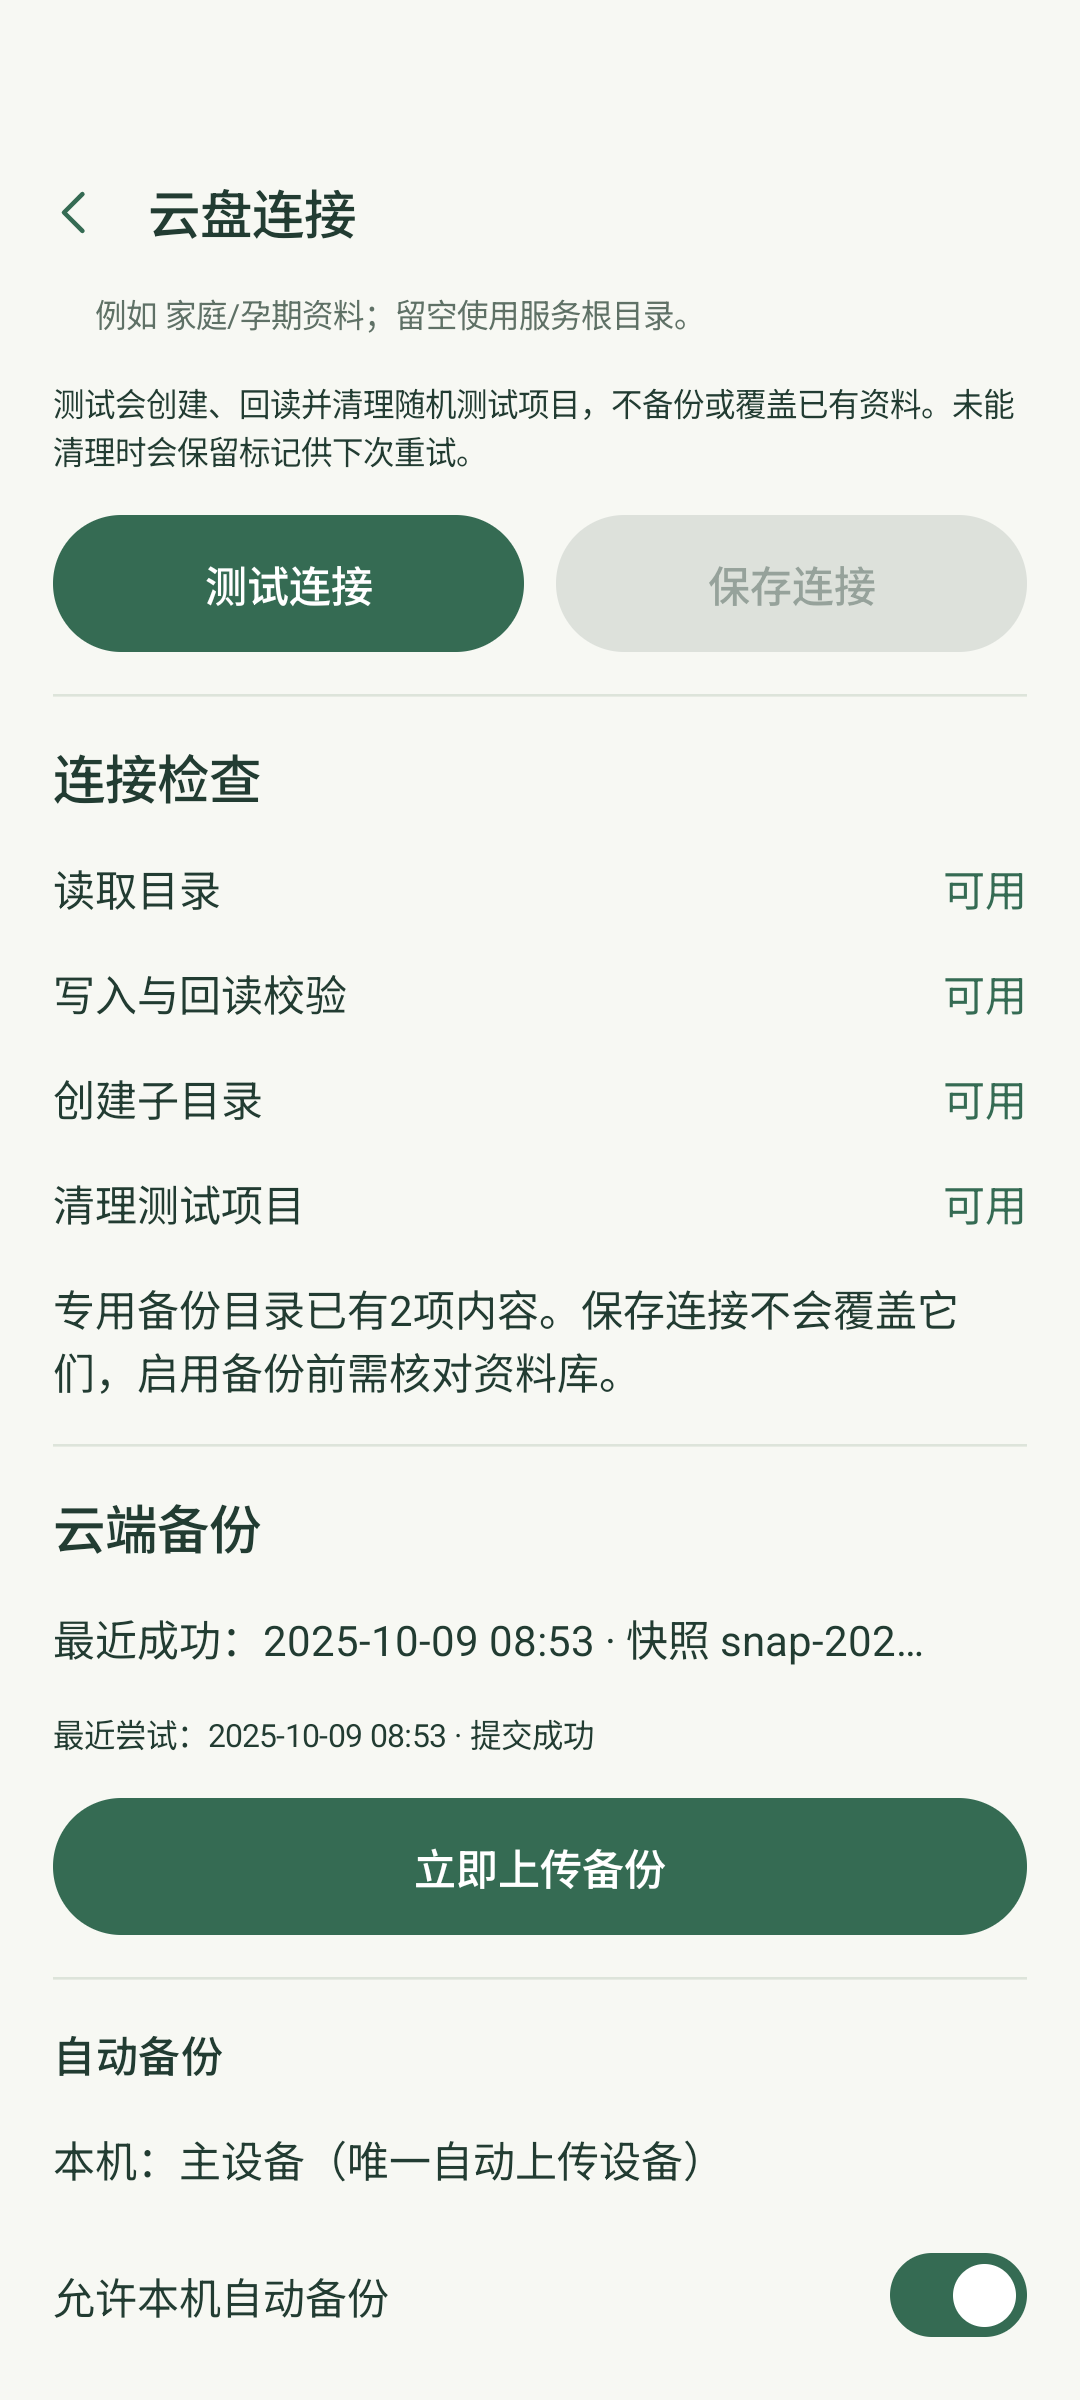 云盘连接
例如 家庭/孕期资料；留空使用服务根目录。
测试会创建、回读并清理随机测试项目，不备份或覆盖已有资料。未能
清理时会保留标记供下次重试。
测试连接
保存连接
连接检查
读取目录
可用
写入与回读校验
可用
创建子目录
可用
清理测试项目
可用
专用备份目录已有2项内容。保存连接不会覆盖它
们，启用备份前需核对资料库。
云端备份
最近成功：2025-10-09 08:53 · 快照 snap-202…
最近尝试：2025-10-09 08:53 · 提交成功
立即上传备份
自动备份
本机：主设备（唯一自动上传设备）
允许本机自动备份